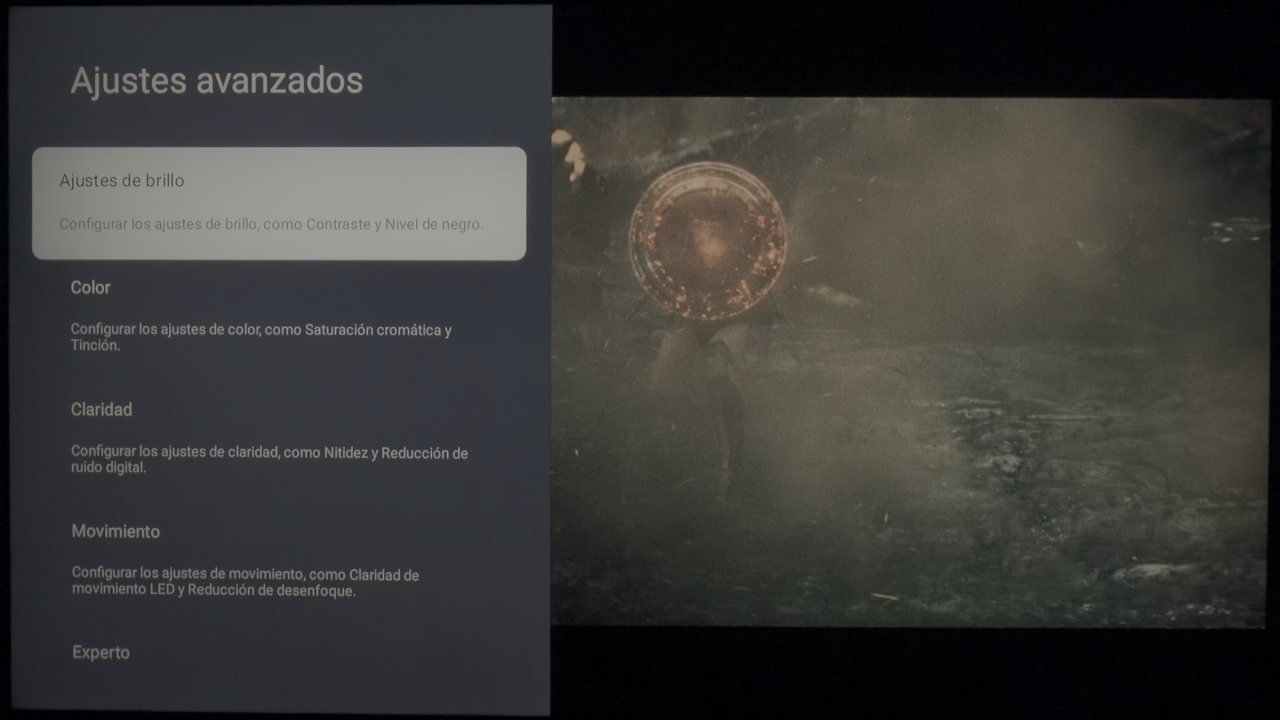 Ajustes avanzados
Ajustes de brillo
Configurar los ajustes de brillo, como Contraste y Nivel de negro.
Color
Configurar los ajustes de color, como Saturación cromática y
Tinción.
Claridad
Configurar los ajustes de claridad, como Nitidez y Reducción de
ruido digital.
Movimiento
Configurar los ajustes de movimiento, como Claridad de
movimiento LED y Reducción de desenfoque.
Experto